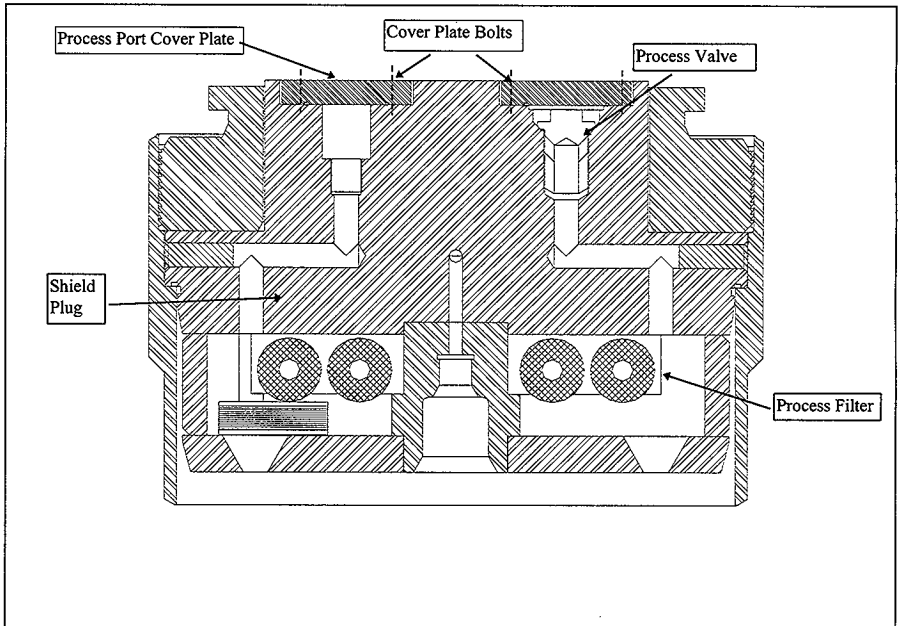 Process Port Cover Plate
Cover Plate Bolts
Process Valve
Shield
Plug
Process Filter